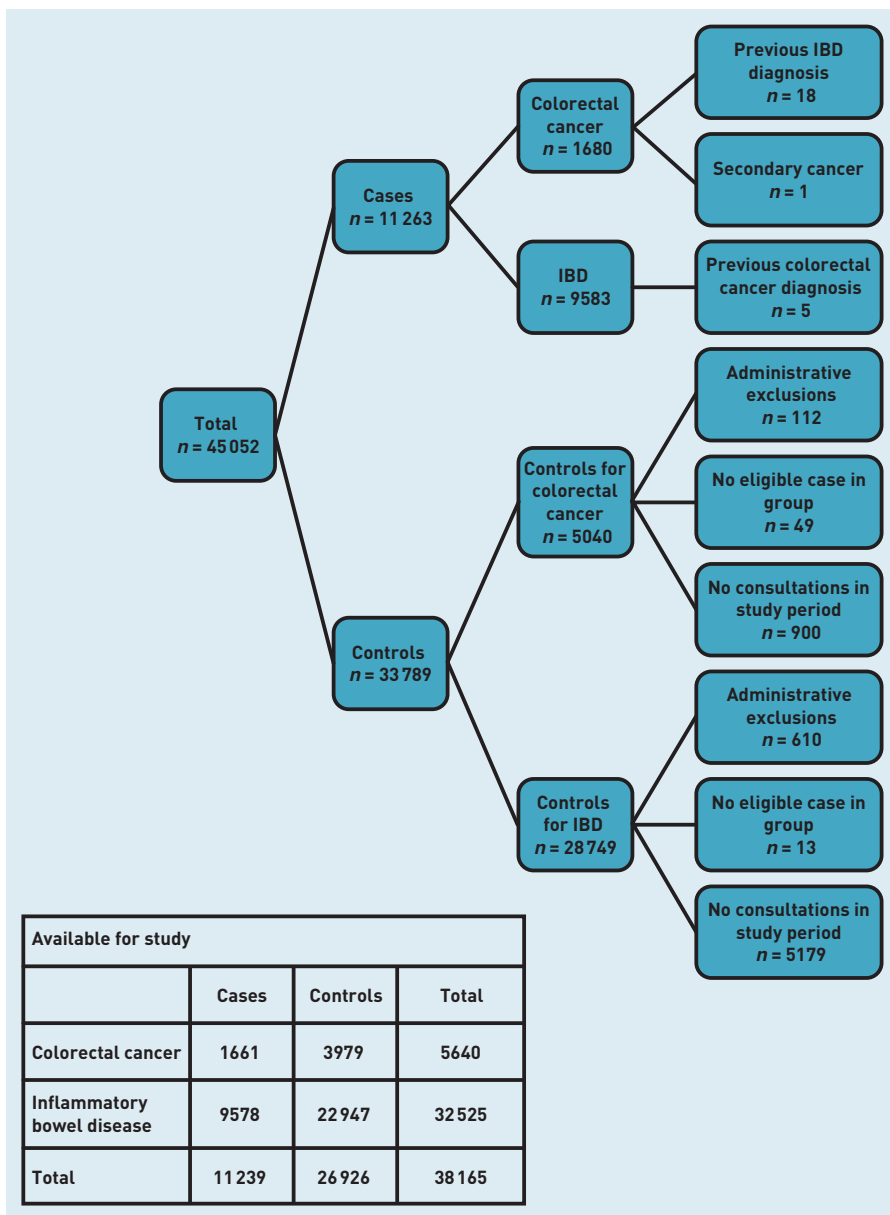 Previous IBD
diagnosis
n = 18
Colorectal
cancer
n = 1680
Secondary cancer
n = 1
Cases
n = 11 263
IBD
n = 9583
Previous colorectal
cancer diagnosis
n = 5
Total
n = 45 052
Administrative
exclusions
n = 112
Controls for
colorectal
cancer
n = 5040
No eligible case in
group
n = 49
No consultations in
study period
n = 900
Controls
n = 33 789
Administrative
exclusions
n = 610
Controls
for IBD
n = 28 749
No eligible case in
group
n = 13
No consultations in
study period
n = 5179
Available for study
Cases Controls Total
Colorectal cancer 1661 3979 5640
Inflammatory
bowel disease 9578 22 947 32 525
Total 11 239 26 926 38 165